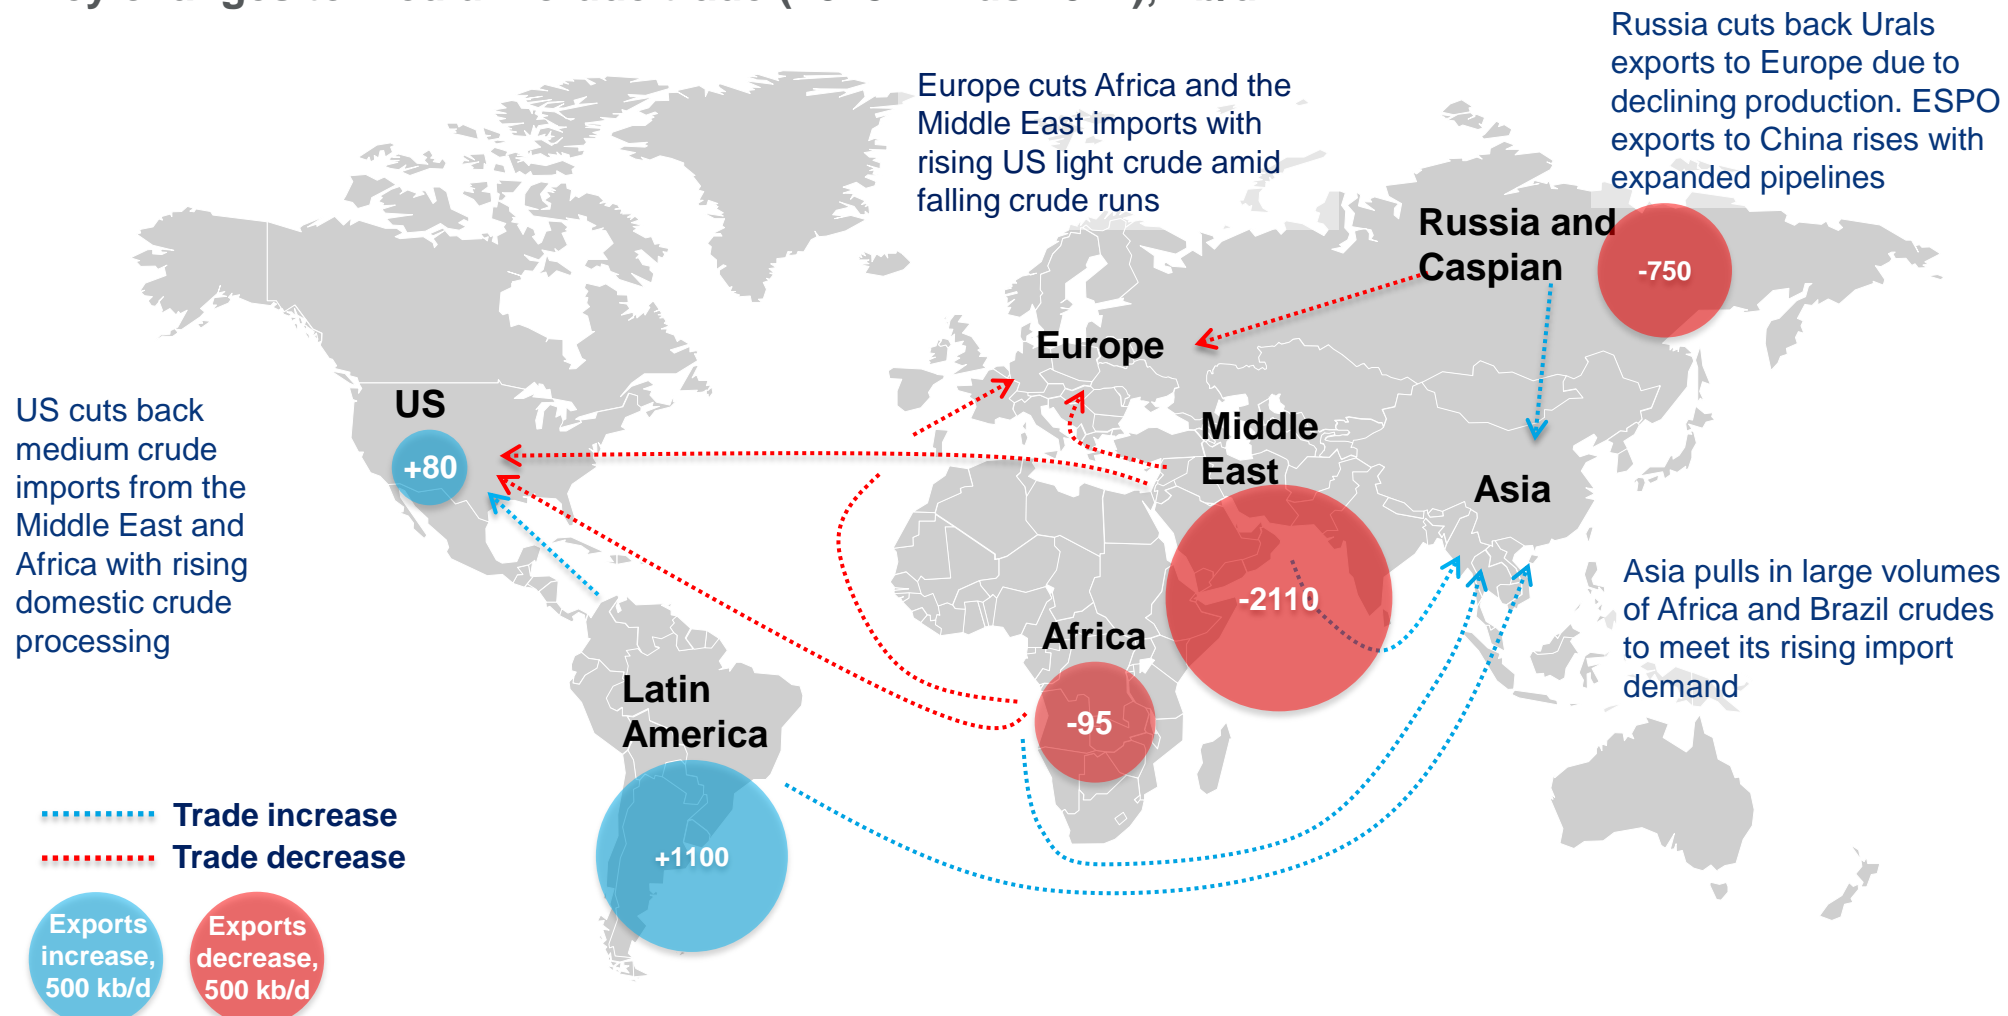 Russia cuts back Urals
exports to Europe due to
declining production. ESPO
exports to China rises with
expanded pipelines
Europe cuts Africa and the
Middle East imports with
rising US light crude amid
falling crude runs
Russia and
Caspian
-750
Europe
US
+80
US cuts back
medium crude
imports from the
Middle East and
Africa with rising
domestic crude
processing
Middle
East
-2110
Asia
Asia pulls in large volumes
of Africa and Brazil crudes
to meet its rising import
demand
Africa
-95
Latin
America
+1100
Trade increase
Trade decrease
Exports
increase,
500 kb/d
Exports
decrease,
500 kb/d